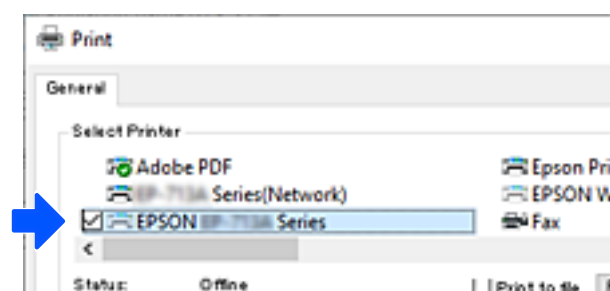 Print
General
Select Printer
Adobe PDF
Epson Pri
Series(Network)
EPSON W
EPSON Series
Fax
Status: Offline
Print to file